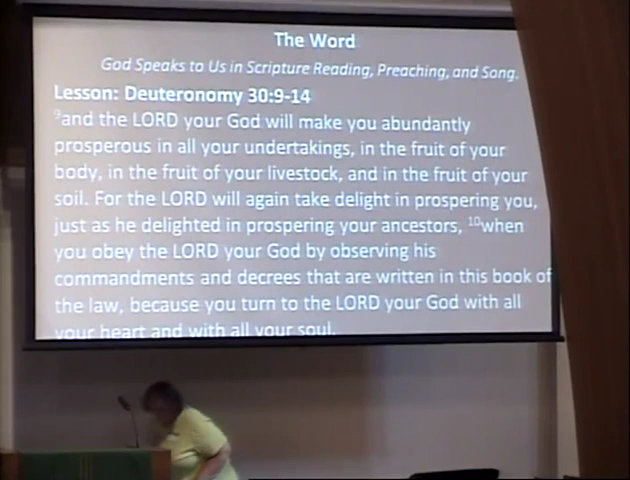 The Word
God Speaks to Us in Scripture Reading, Preaching, and Song.
Lesson: Deuteronomy 30:9-14
9and the LORD your God will make you abundantly
prosperous in all your undertakings, in the fruit of your
body, in the fruit of your livestock, and in the fruit of your
soil. For the LORD will again take delight in prospering you,
just as he delighted in prospering your ancestors, 10when
you obey the LORD your God by observing his
commandments and decrees that are written in this book of
the law, because you turn to the LORD your God with all
your heart and with all your soul.